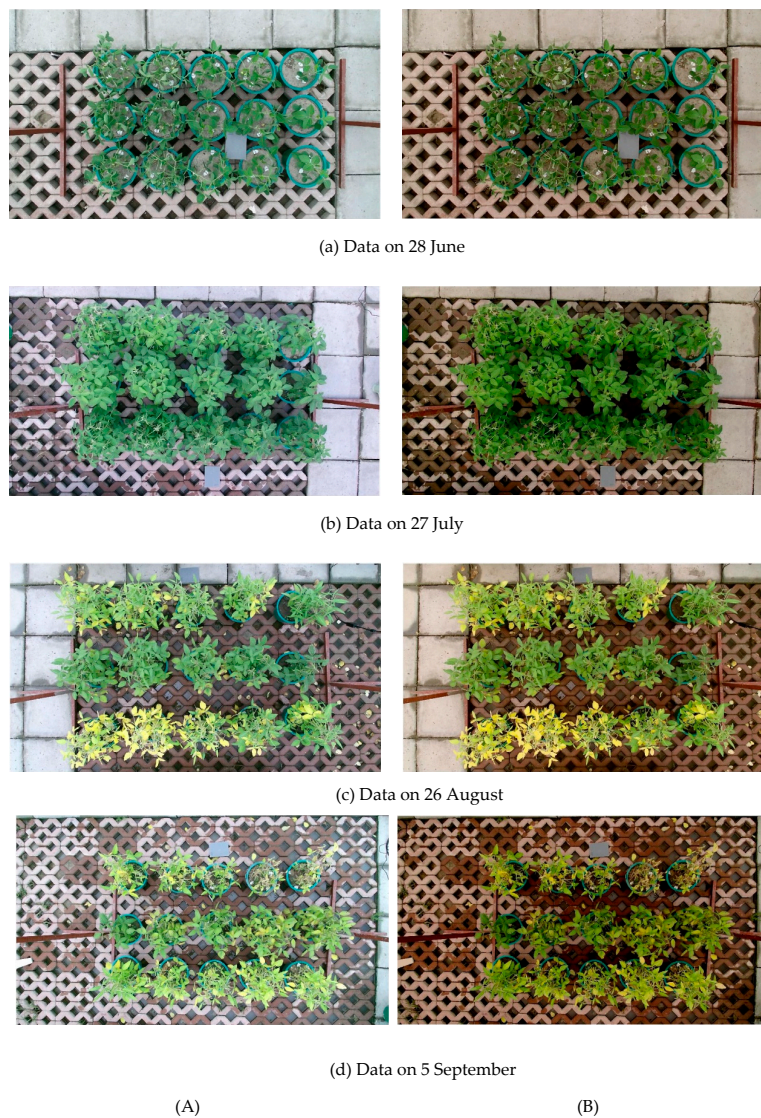 (a) Data on 28 June
(b) Data on 27 July
(c) Data on 26 August
(d) Data on 5 September
(A) (B)